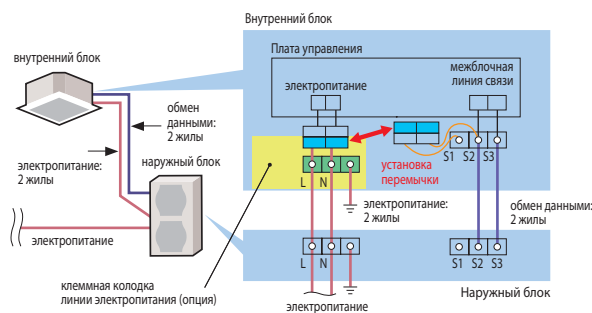 Внутренний блок
Плата управления
внутренний блок
электропитание
межблочная
линия связи
обмен
данными:
2 жилы
S1 S2 S3
электропитание:
2 жилы
наружный блок
установка
перемычки
L N
электропитание:
2 жилы
обмен данными:
2 жилы
электропитание
L N
S1 S2 S3
клеммная колодка
линии электропитания (опция)
Наружный блок
электропитание